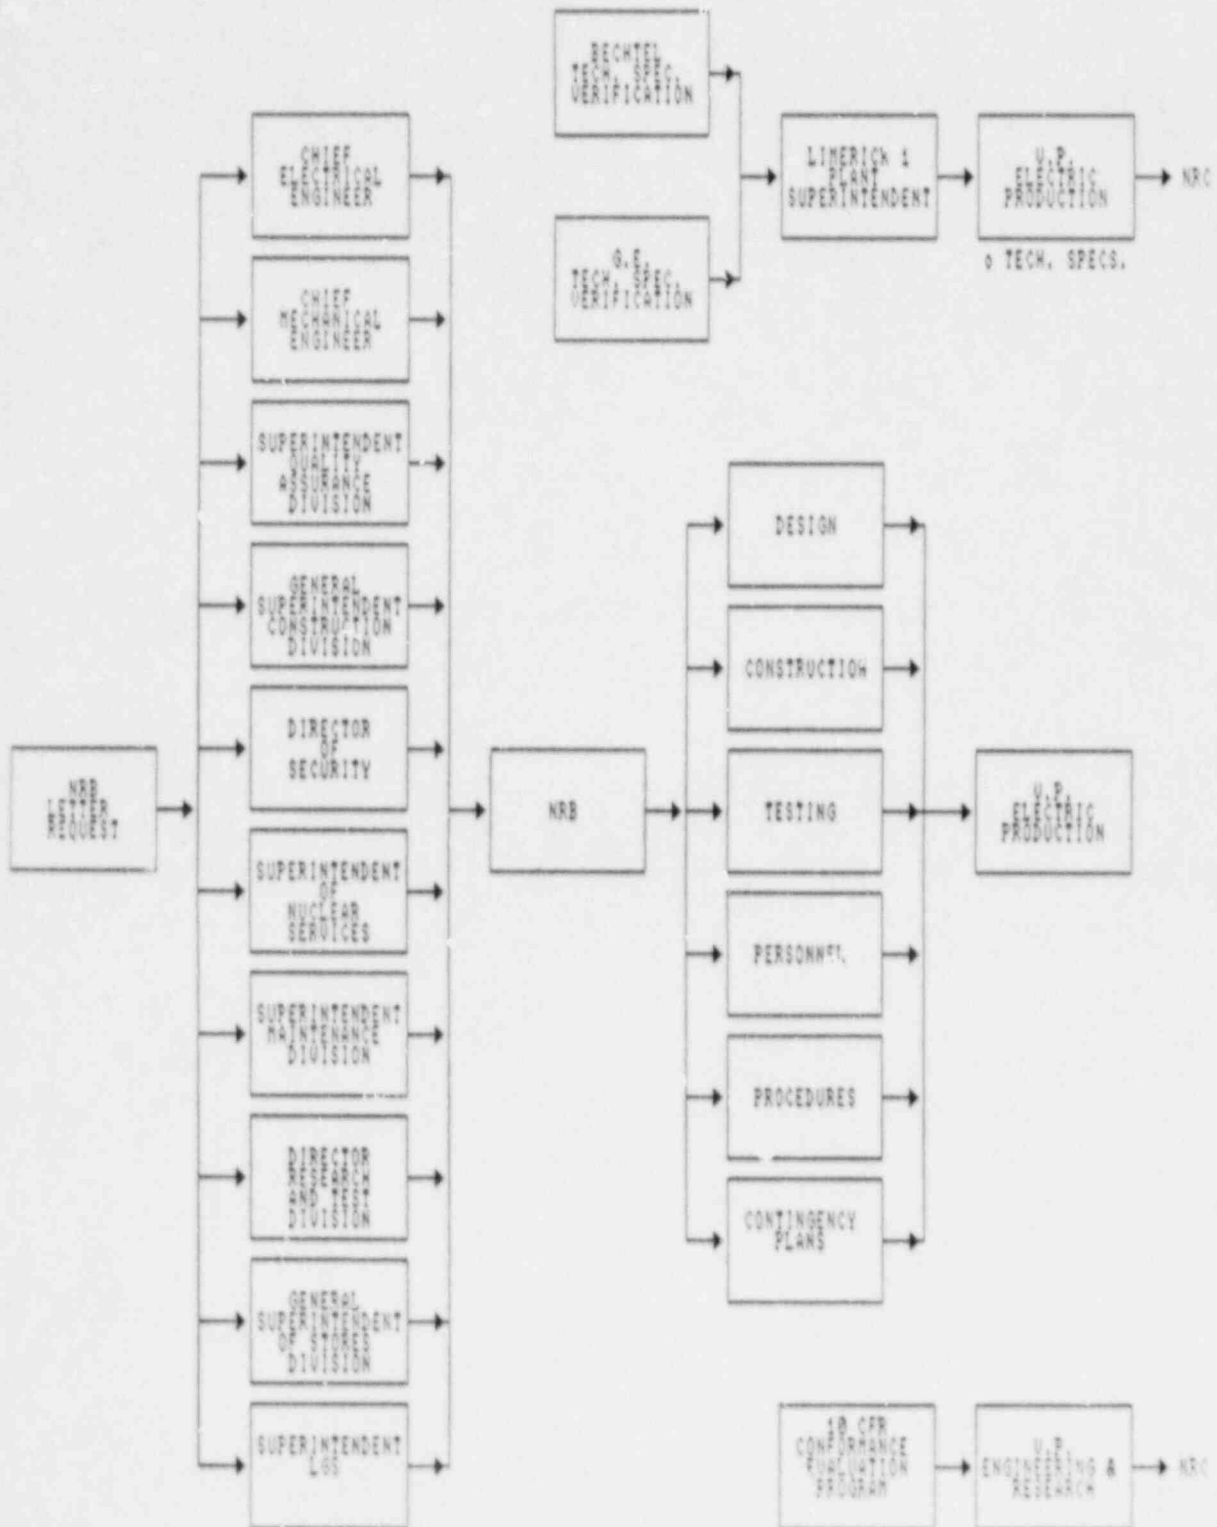 BECHTEL
TECH. SPEC.
VERIFICATION
CHIEF
ELECTRICAL
ENGINEER
LIMERICK 1
PLANT
SUPERINTENDENT
V.P.
ELECTRIC
PRODUCTION
NRC
o TECH. SPECS.
G.E.
TECH. SPEC.
VERIFICATION
CHIEF
MECHANICAL
ENGINEER
SUPERINTENDENT
QUALITY
ASSURANCE
DIVISION
GENERAL
SUPERINTENDENT
CONSTRUCTION
DIVISION
DIRECTOR
OF
SECURITY
NRB
LETTER
REQUEST
SUPERINTENDENT
OF
NUCLEAR
SERVICES
SUPERINTENDENT
MAINTENANCE
DIVISION
DIRECTOR
RESEARCH
AND TEST
DIVISION
GENERAL
SUPERINTENDENT
OF STORES
DIVISION
SUPERINTENDENT
LGS
NRB
DESIGN
CONSTRUCTION
TESTING
PERSONNEL
PROCEDURES
CONTINGENCY
PLANS
V.P.
ELECTRIC
PRODUCTION
10 CFR
CONFORMANCE
EVALUATION
PROGRAM
V.P.
ENGINEERING &
RESEARCH
NRC